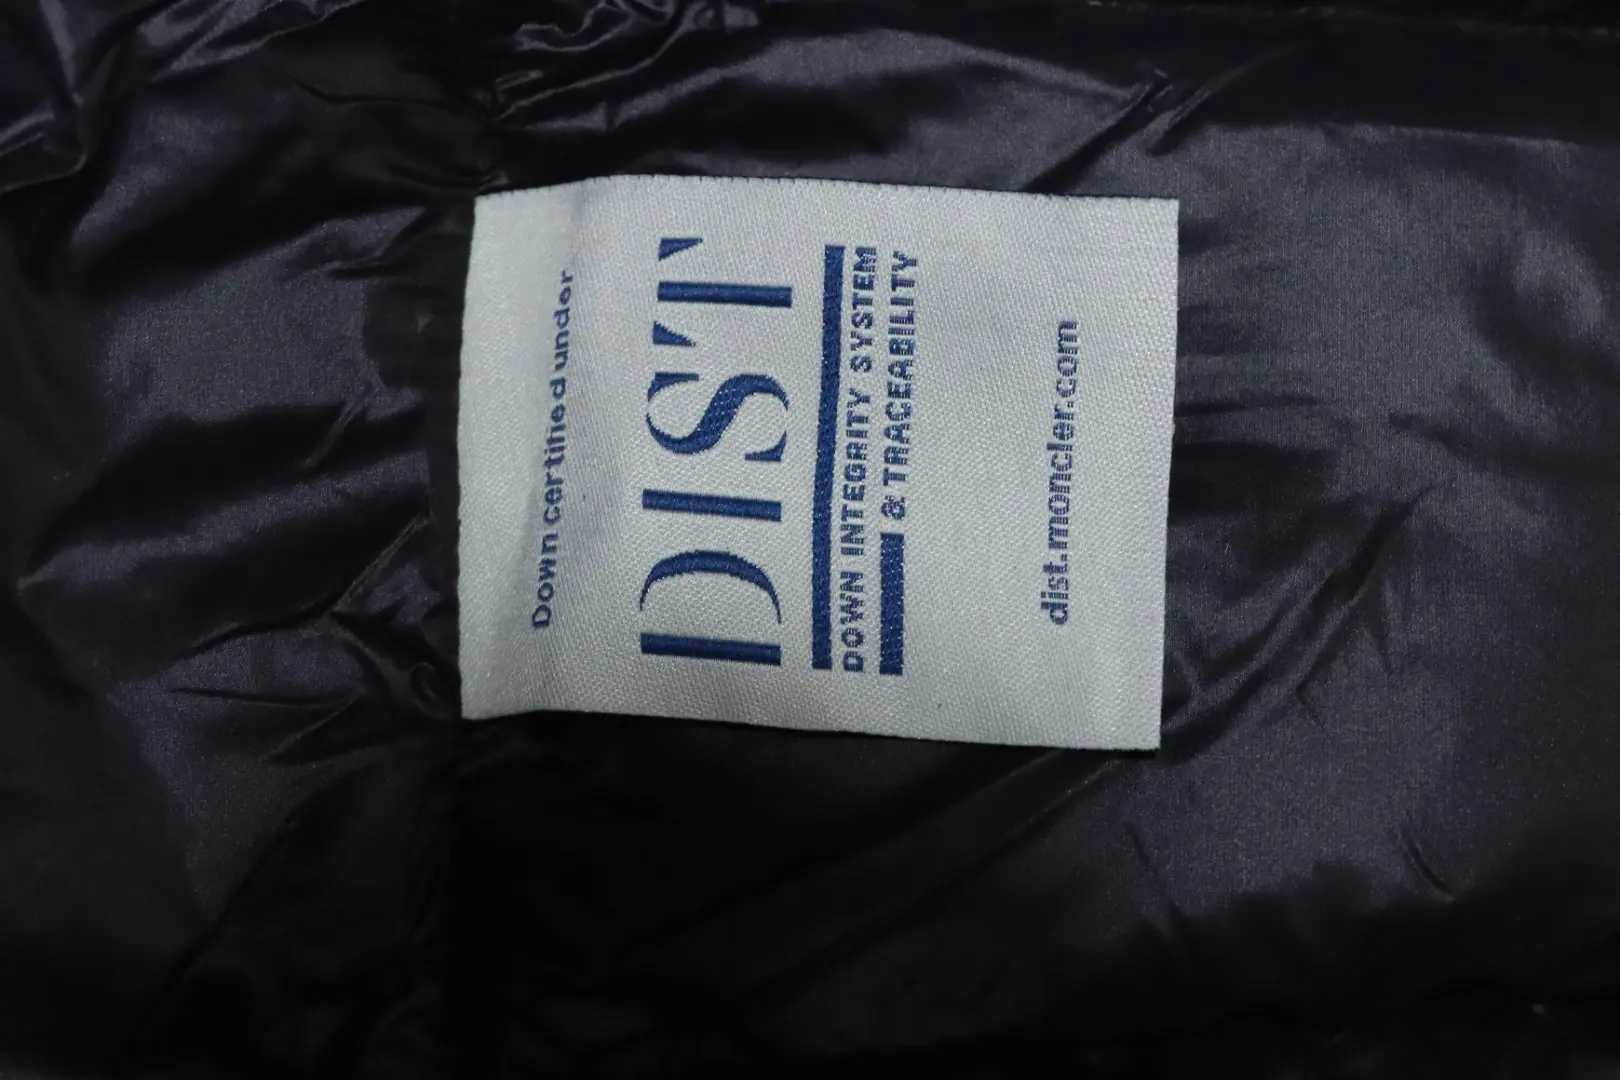 Down certified under
DIST
DOWN INTEGRITY SYSTEM
& TRACEABILITY
dist.moncler.com